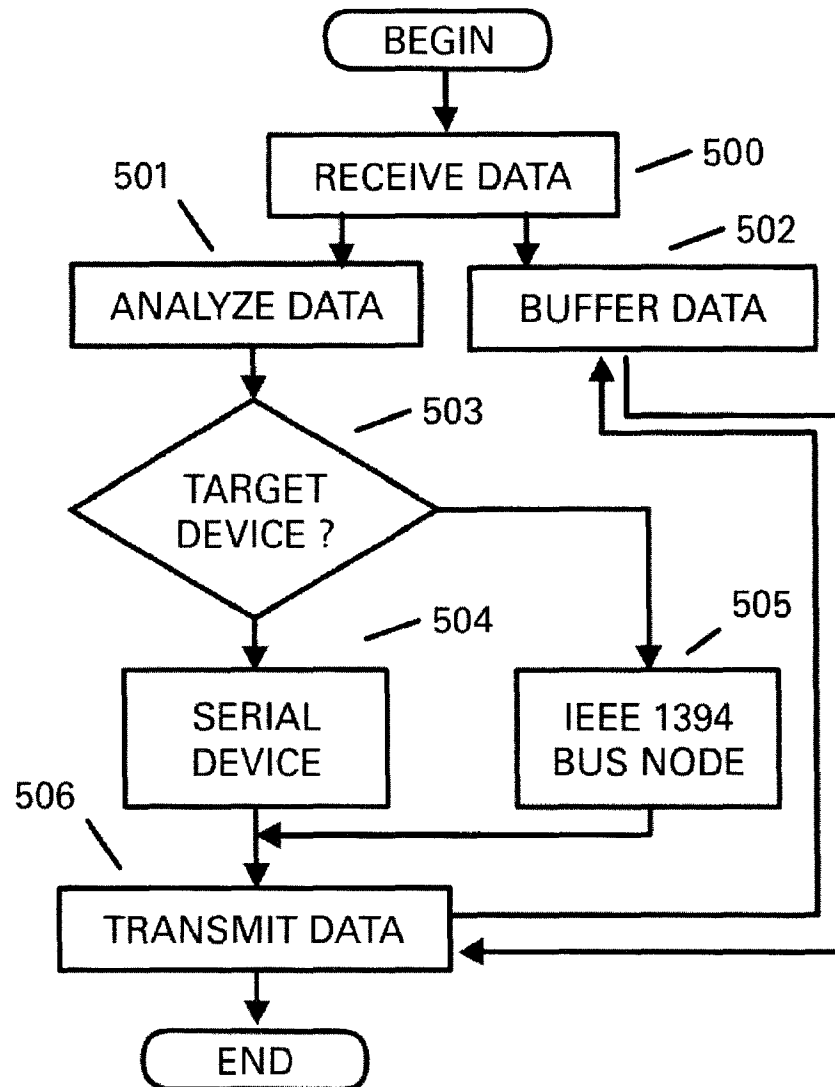 BEGIN
RECEIVE DATA
500
501
ANALYZE DATA
502
BUFFER DATA
503
TARGET
DEVICE ?
504
SERIAL
DEVICE
505
IEEE 1394
BUS NODE
506
TRANSMIT DATA
END